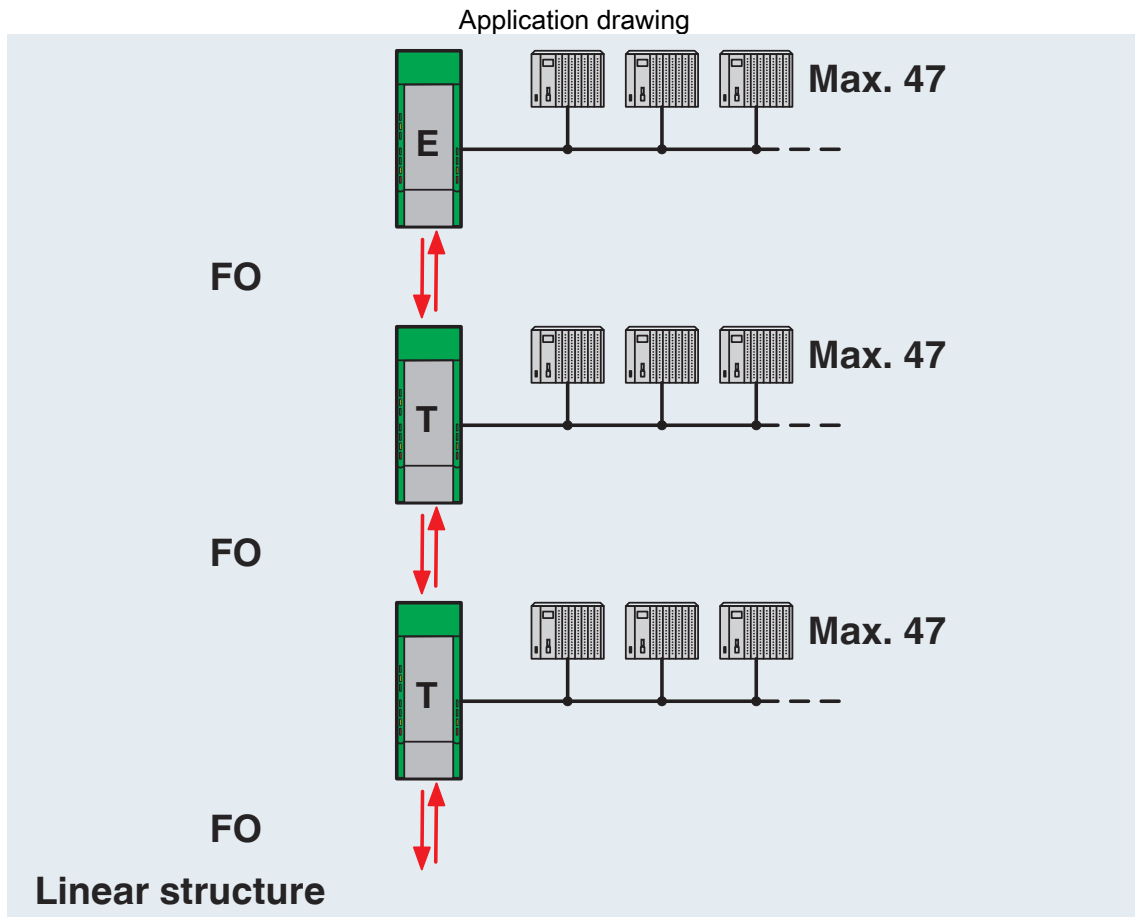 Application drawing
Max. 47
E
FO
Max. 47
T
FO
Max. 47
T
FO
Linear structure